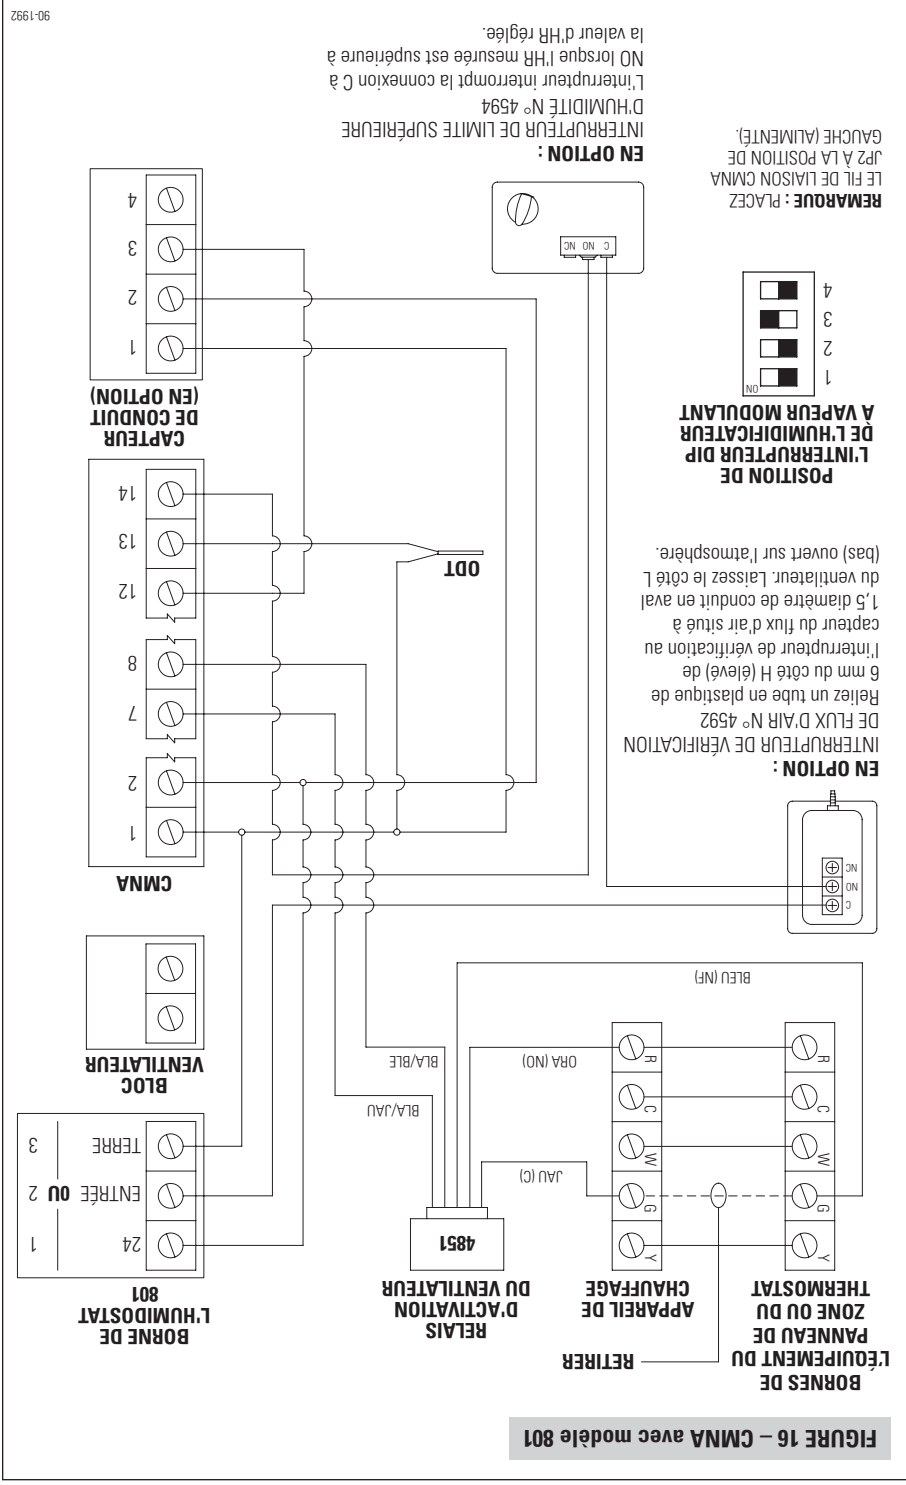 FIGURE 16 – CMNA avec modèle 801
BORNES DE
L'ÉQUIPEMENT DU
PANNEAU DE
ZONE OU DU
THERMOSTAT
RETIRER
APPAREIL DE
CHAUFFAGE
RELAIS
D'ACTIVATION
DU VENTILATEUR
4851
BORNE DE
L'HUMIDOSTAT
801
Y
G
W
C
R
Y
G
W
C
R
JAU (C)
ORA (NO)
BLEU (NF)
BLA/JAU
BLA/BLE
24
ENTRÉE
TERRE
OU
1
2
3
BLOC
VENTILATEUR
C
NO
NC
EN OPTION :
INTERRUPTEUR DE VÉRIFICATION
DE FLUX D'AIR N° 4592
Reliez un tube en plastique de
6 mm du côté H (élevé) de
l'interrupteur de vérification au
capteur du flux d'air situé à
1,5 diamètre de conduit en aval
du ventilateur. Laissez le côté L
(bas) ouvert sur l'atmosphère.
CMNA
1
2
7
8
12
13
14
ODT
POSITION DE
L'INTERRUPTEUR DIP
DE L'HUMIDIFICATEUR
À VAPEUR MODULANT
ON
1
2
3
4
REMARQUE : PLACEZ
LE FIL DE LIAISON CMNA
JP2 À LA POSITION DE
GAUCHE (ALIMENTÉ).
C NO NC
EN OPTION :
INTERRUPTEUR DE LIMITE SUPÉRIEURE
D'HUMIDITÉ N° 4594
L'interrupteur interrompt la connexion C à
NO lorsque l'HR mesurée est supérieure à
la valeur d'HR réglée.
CAPTEUR
DE CONDUIT
(EN OPTION)
1
2
3
4
90-1992